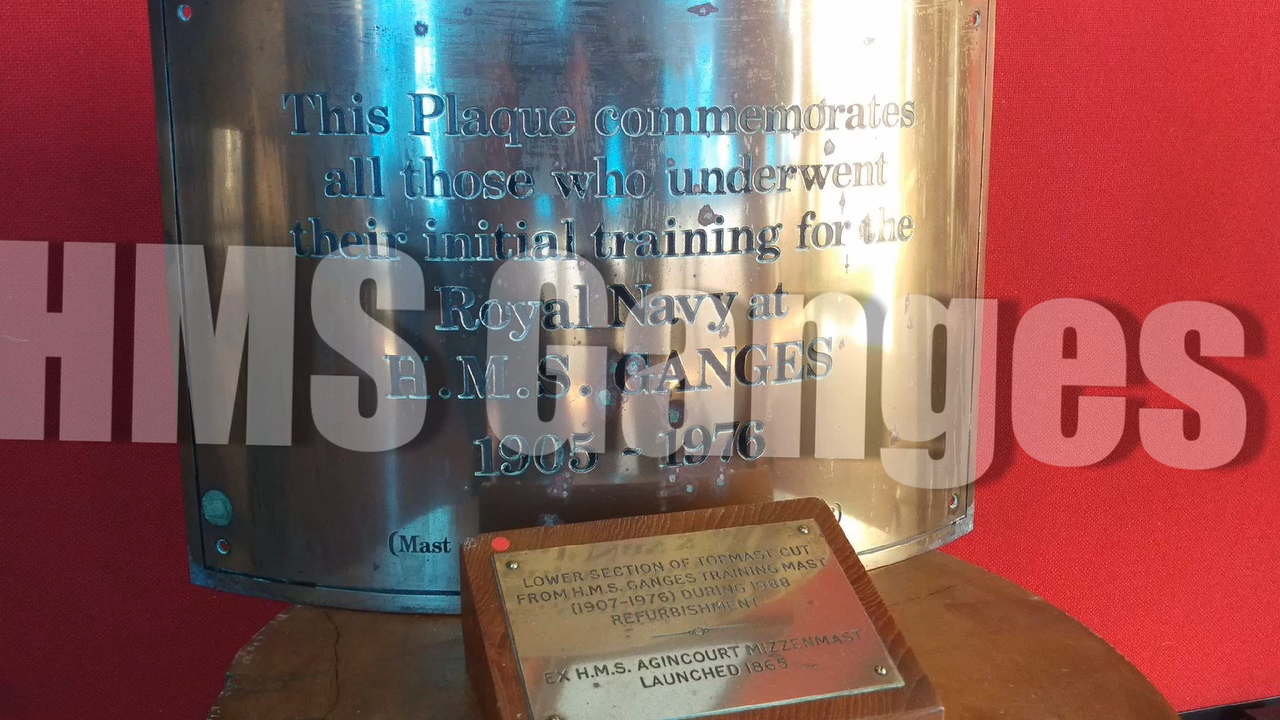 This Plaque commemorates
all those who underwent
their initial training for the
Royal Navy at
H.M.S. GANGES
1905 - 1976
HMS Ganges
(Mast
LOWER SECTION OF TOPMAST CUT
FROM H.M.S. GANGES TRAINING MAST
(1907-1976) DURING 1988
REFURBISHMENT
EX H.M.S. AGINCOURT MIZZENMAST
LAUNCHED 1865